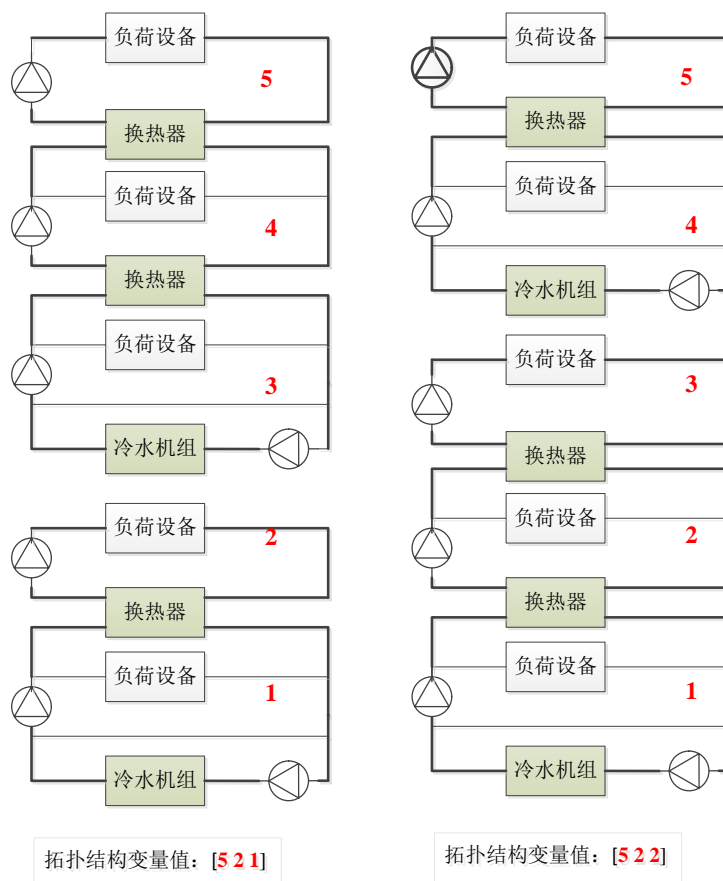 负荷设备
5
换热器
负荷设备
4
换热器
负荷设备
3
冷水机组
负荷设备
2
换热器
负荷设备
1
冷水机组
拓扑结构变量值：[5 2 1]
负荷设备
5
换热器
负荷设备
4
冷水机组
负荷设备
3
换热器
负荷设备
2
换热器
负荷设备
1
冷水机组
拓扑结构变量值：[5 2 2]